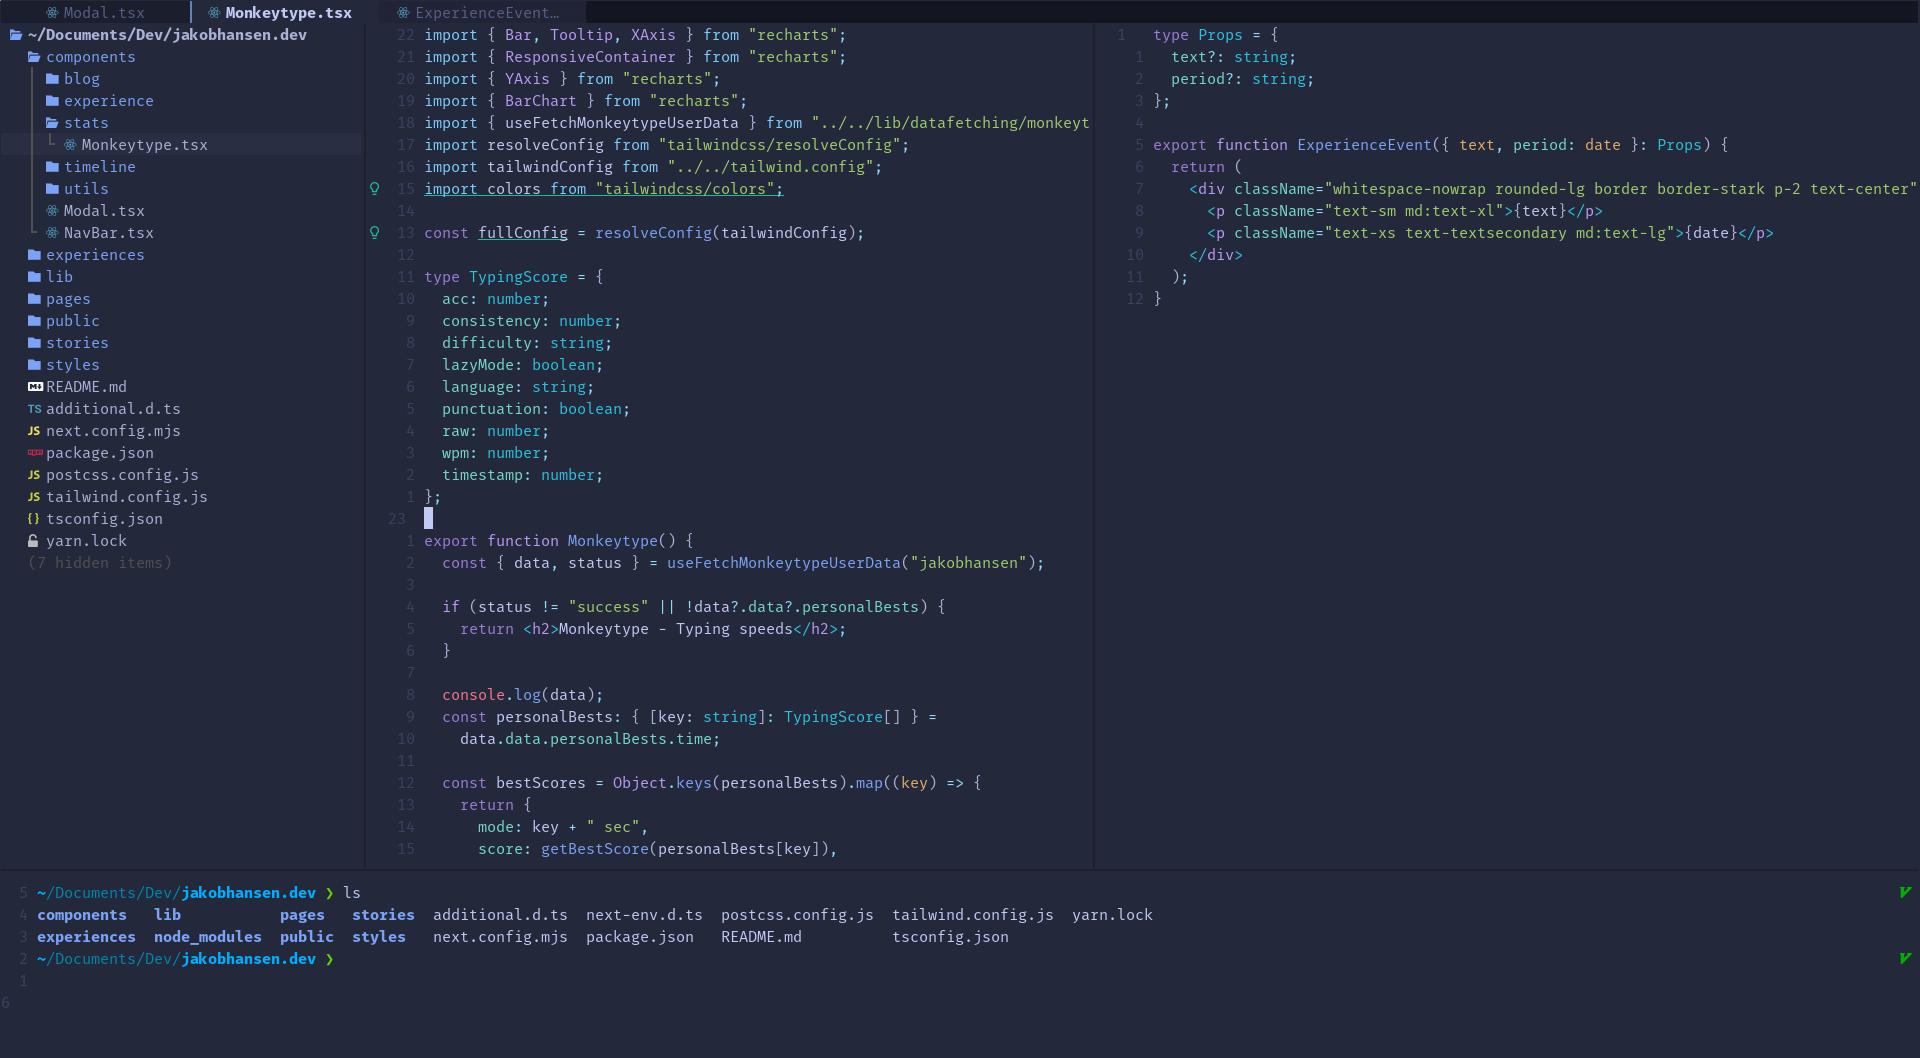 Modal.tsx
Monkeytype.tsx
ExperienceEvent…
~/Documents/Dev/jakobhansen.dev
components
blog
experience
stats
Monkeytype.tsx
timeline
utils
Modal.tsx
NavBar.tsx
experiences
lib
pages
public
stories
styles
README.md
TS additional.d.ts
JS next.config.mjs
package.json
JS postcss.config.js
JS tailwind.config.js
{} tsconfig.json
yarn.lock
(7 hidden items)
22 import { Bar, Tooltip, XAxis } from "recharts";
21 import { ResponsiveContainer } from "recharts";
20 import { YAxis } from "recharts";
19 import { BarChart } from "recharts";
18 import { useFetchMonkeytypeUserData } from "../../lib/datafetching/monkeyt
17 import resolveConfig from "tailwindcss/resolveConfig";
16 import tailwindConfig from "../../tailwind.config";
15 import colors from "tailwindcss/colors";
14
13 const fullConfig = resolveConfig(tailwindConfig);
12
11 type TypingScore = {
10 acc: number;
9 consistency: number;
8 difficulty: string;
7 lazyMode: boolean;
6 language: string;
5 punctuation: boolean;
4 raw: number;
3 wpm: number;
2 timestamp: number;
1 };
23
1 export function Monkeytype() {
2 const { data, status } = useFetchMonkeytypeUserData("jakobhansen");
3
4 if (status != "success" || !data?.data?.personalBests) {
5 return <h2>Monkeytype - Typing speeds</h2>;
6 }
7
8 console.log(data);
9 const personalBests: { [key: string]: TypingScore[] } =
10 data.data.personalBests.time;
11
12 const bestScores = Object.keys(personalBests).map((key) => {
13 return {
14 mode: key + " sec",
15 score: getBestScore(personalBests[key]),
1 type Props = {
1 text?: string;
2 period?: string;
3 };
4
5 export function ExperienceEvent({ text, period: date }: Props) {
6 return (
7 <div className="whitespace-nowrap rounded-lg border border-stark p-2 text-center"
8 <p className="text-sm md:text-xl">{text}</p>
9 <p className="text-xs text-textsecondary md:text-lg">{date}</p>
10 </div>
11 );
12 }
5 ~/Documents/Dev/jakobhansen.dev ❯ ls
4 components lib pages stories additional.d.ts next-env.d.ts postcss.config.js tailwind.config.js yarn.lock
3 experiences node_modules public styles next.config.mjs package.json README.md tsconfig.json
2 ~/Documents/Dev/jakobhansen.dev ❯
1
6